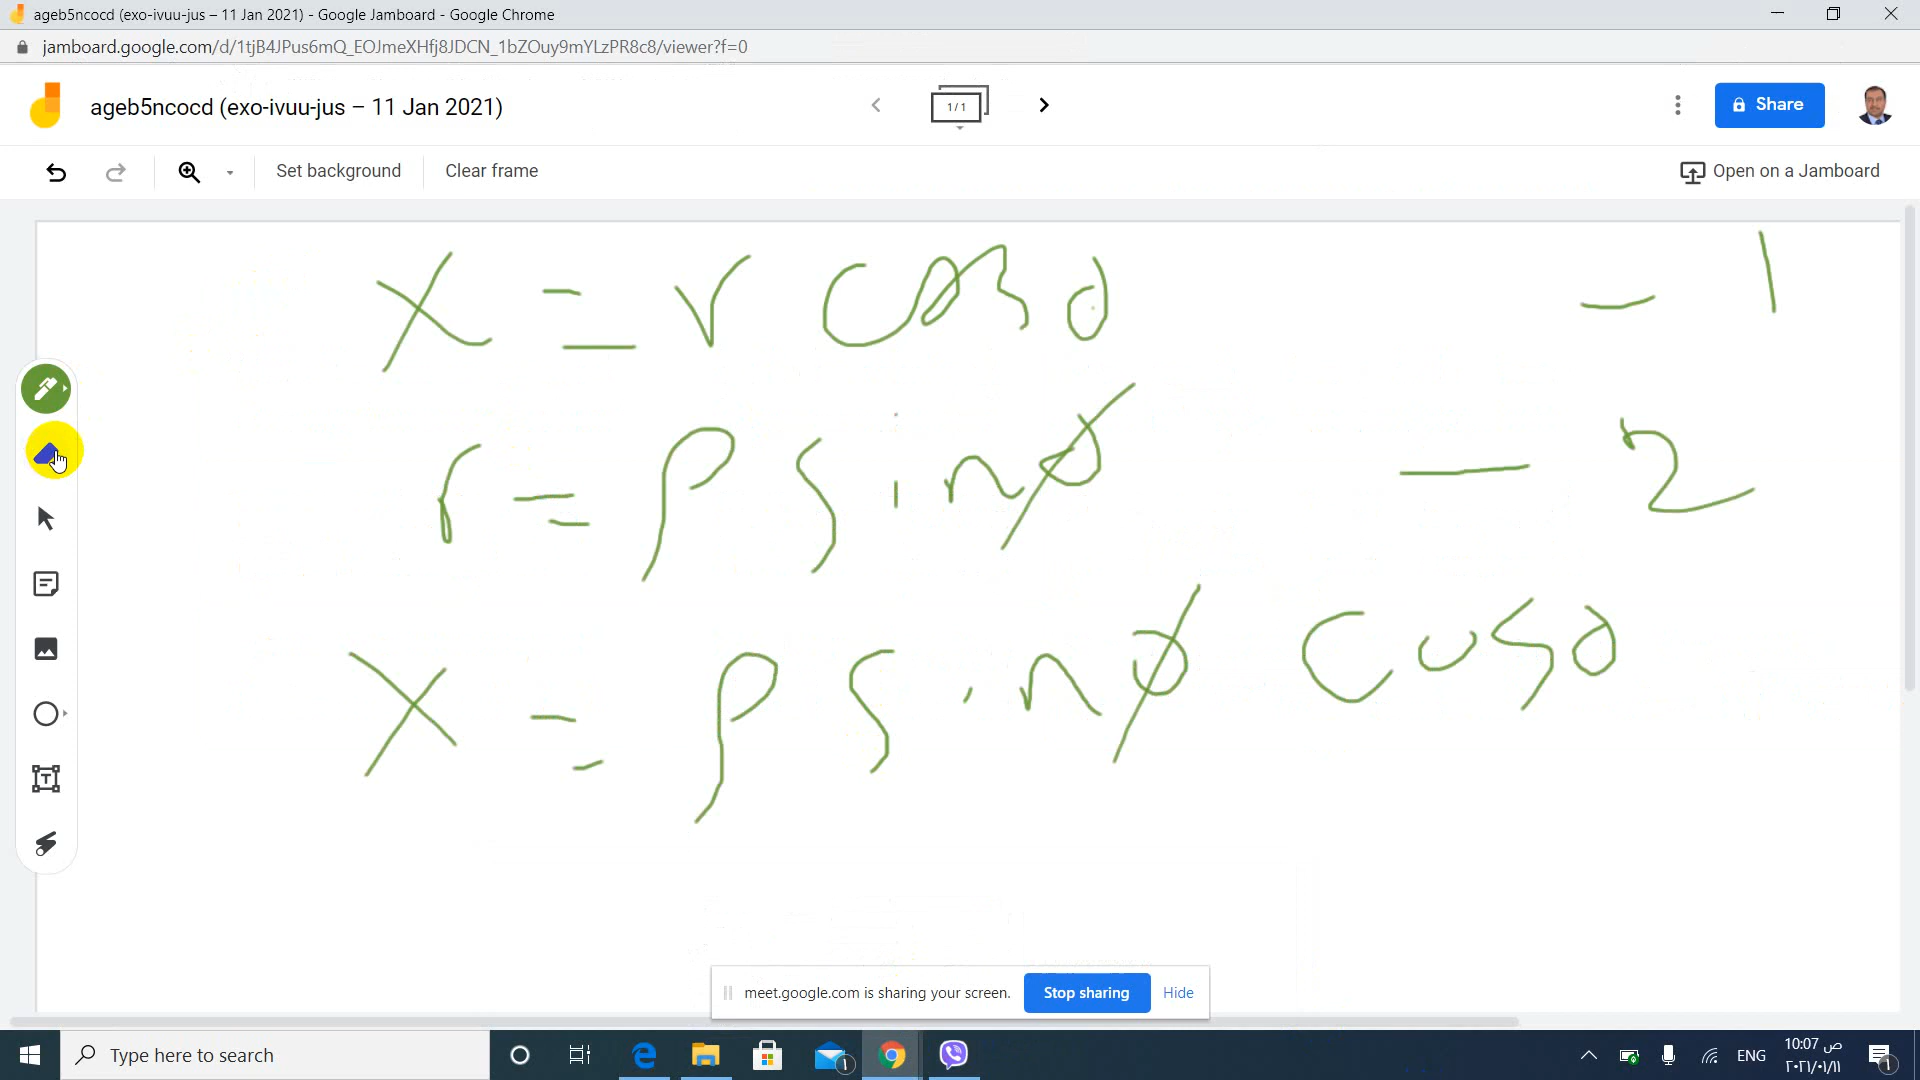 ageb5ncocd (exo-ivuu-jus – 11 Jan 2021) - Google Jamboard - Google Chrome
jamboard.google.com/d/1tjB4JPus6mQ_EOJmeXHfj8JDCN_1bZOuy9mYLzPR8c8/viewer?f=0
ageb5ncocd (exo-ivuu-jus – 11 Jan 2021)
1 / 1
Share
Set background
Clear frame
Open on a Jamboard
x = r cosθ – 1
r = ρ sinφ — 2
x = ρ sinφ cosθ
meet.google.com is sharing your screen.
Stop sharing
Hide
Type here to search
ENG
10:07 ص
٢٠٢١/٠١/١١